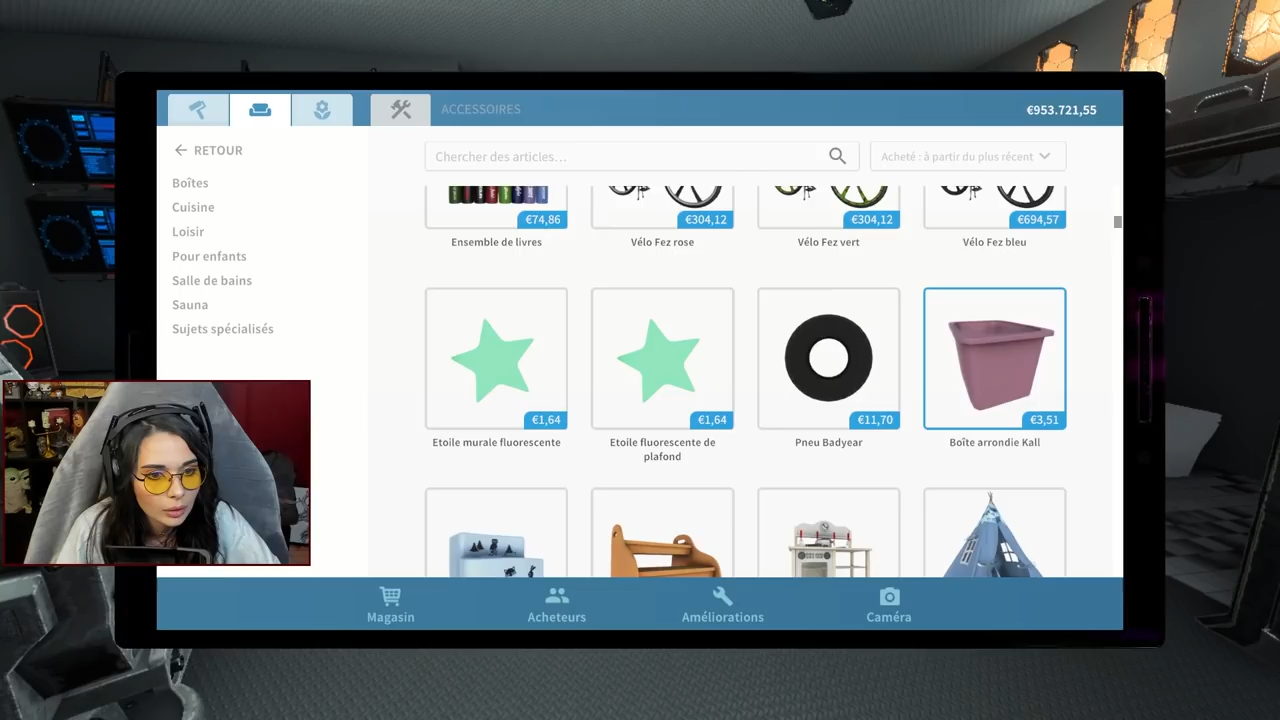 ACCESSOIRES
€953.721,55
RETOUR
Boîtes
Cuisine
Loisir
Pour enfants
Salle de bains
Sauna
Sujets spécialisés
Chercher des articles...
Acheté : à partir du plus récent
€74,86
€304,12
€304,12
€694,57
Ensemble de livres
Vélo Fez rose
Vélo Fez vert
Vélo Fez bleu
€1,64
€1,64
€11,70
€3,51
Etoile murale fluorescente
Etoile fluorescente de
plafond
Pneu Badyear
Boîte arrondie Kall
Magasin
Acheteurs
Améliorations
Caméra